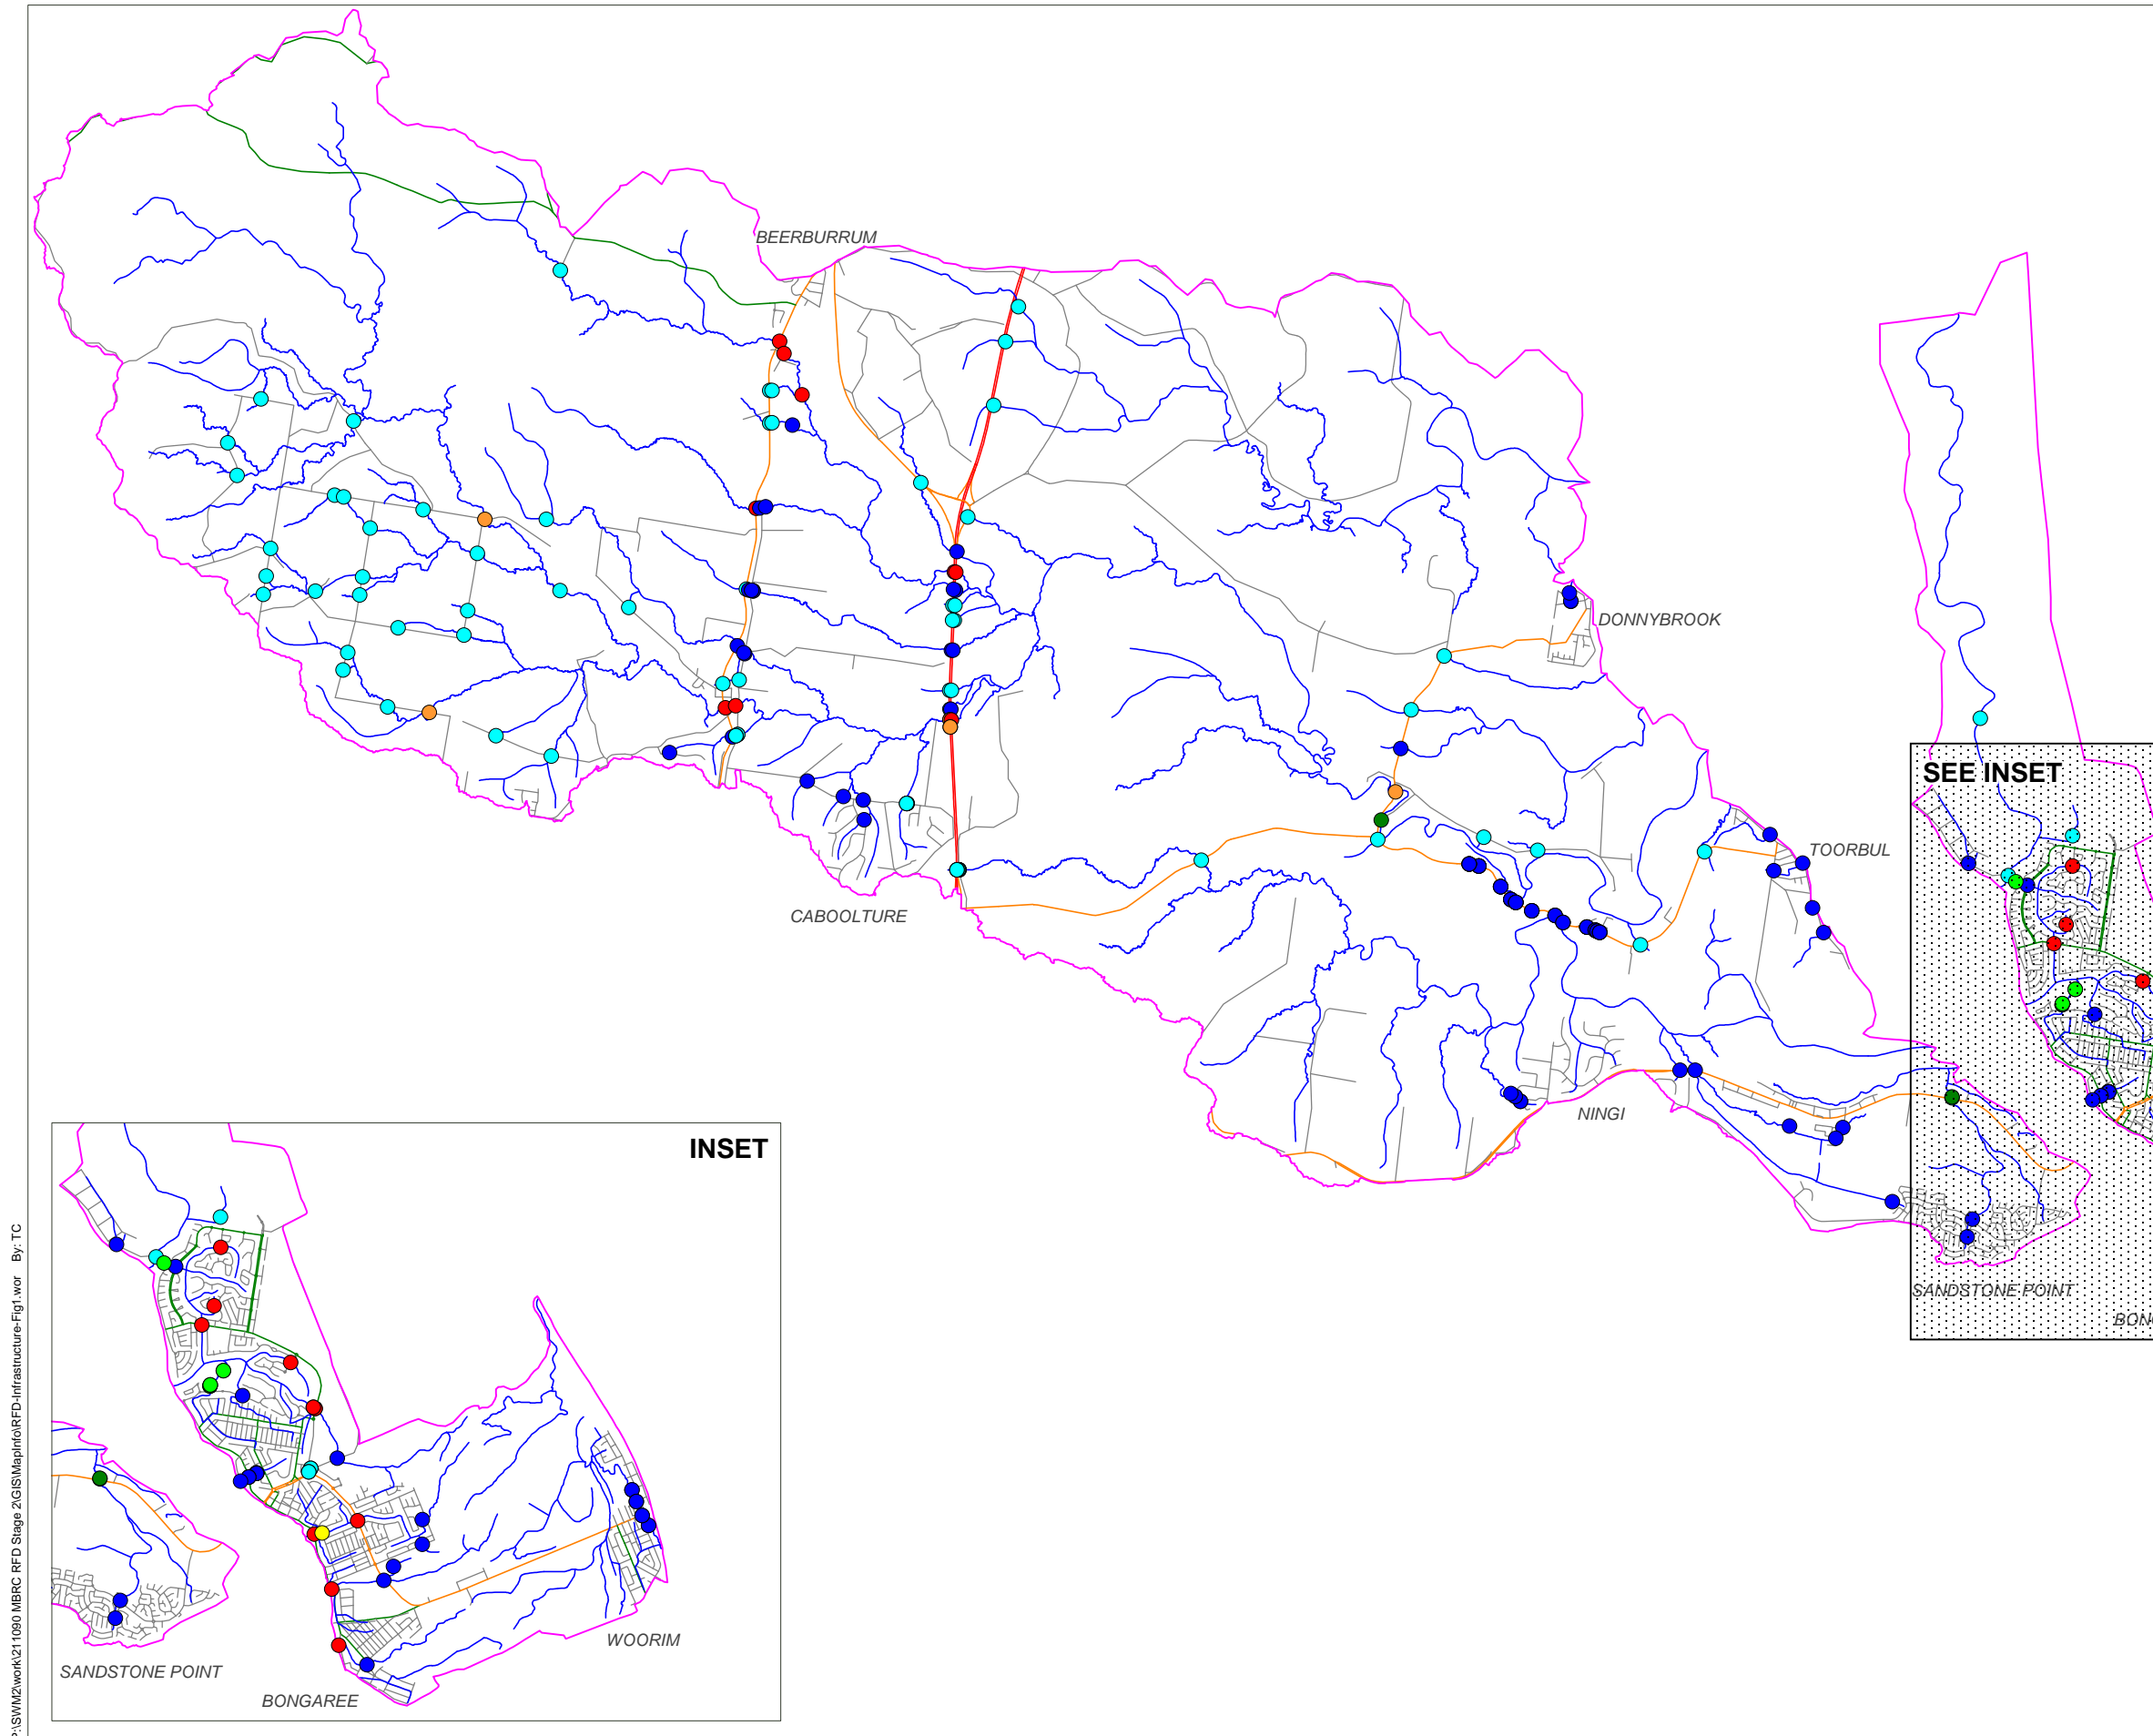 BEERBURRUM
DONNYBROOK
SEE INSET
TOORBUL
CABOOLTURE
NINGI
SANDSTONE POINT
BON
INSET
WOORIM
SANDSTONE POINT
BONGAREE
P:\SWM2\work\211090 MBRC RFD Stage 2\GIS\MapInfo\RFD-Infrastructure-Fig1.wor By: TC